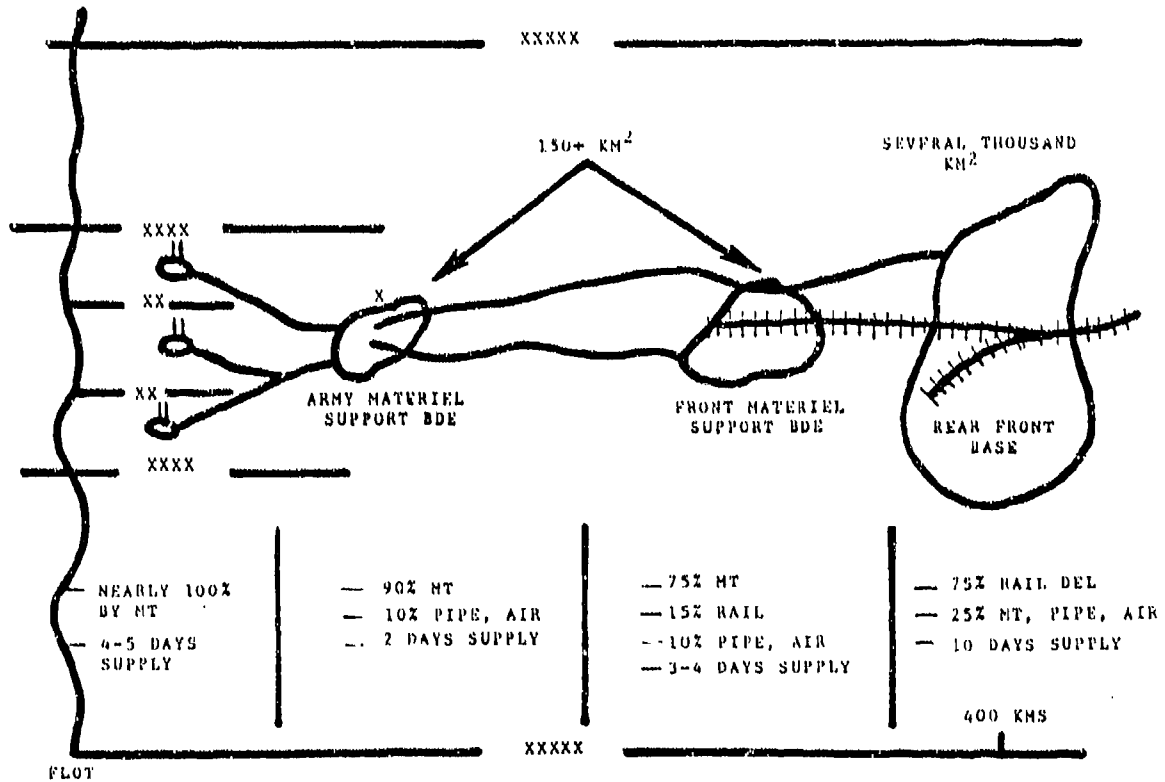 XXXXX
150+ KM²
SEVERAL THOUSAND
KM²
XXXX
XX
X
XX
ARMY MATERIEL
SUPPORT BDE
FRONT MATERIEL
SUPPORT BDE
REAR FRONT
BASE
XXXX
NEARLY 100%
BY MT
4-5 DAYS
SUPPLY
90% MT
10% PIPE, AIR
2 DAYS SUPPLY
75% MT
15% RAIL
10% PIPE, AIR
3-4 DAYS SUPPLY
75% RAIL DEL
25% MT, PIPE, AIR
10 DAYS SUPPLY
400 KMS
XXXXX
FLOT